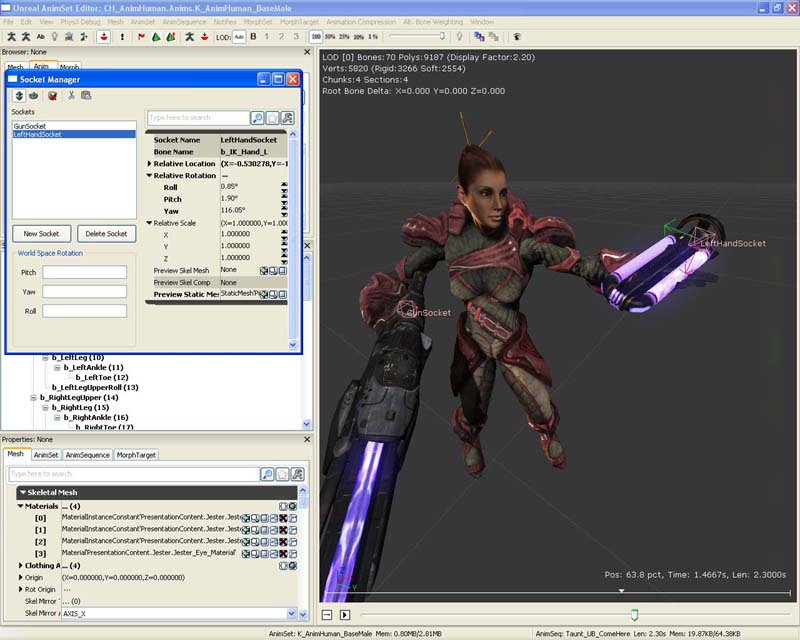 Unreal AnimSet Editor: CH_AnimHuman.Anims.K_AnimHuman_BaseMale
File Edit View PhysX Debug Mesh AnimSet AnimSequence Notifies MorphSet MorphTarget Animation Compression Alt. Bone Weighting Window
LOD: Auto B 1 2 3 100 50% 25% 10% 1%
Browser: None
Mesh Anim Morph
Socket Manager
Sockets
GunSocket
LeftHandSocket
New Socket Delete Socket
World Space Rotation
Pitch
Yaw
Roll
Type here to search
Socket Name LeftHandSocket
Bone Name b_IK_Hand_L
Relative Location (X=-0.530278,Y=-1
Relative Rotation ...
Roll 0.85°
Pitch 1.90°
Yaw 116.05°
Relative Scale (X=1.000000,Y=1.000
X 1.000000
Y 1.000000
Z 1.000000
Preview Skel Mesh None
Preview Skel Comp None
Preview Static Mes StaticMesh'Pi
b_LeftLeg (10)
b_LeftAnkle (11)
b_LeftToe (12)
b_LeftLegUpperRoll (13)
b_RightLegUpper (14)
b_RightLeg (15)
b_RightAnkle (16)
b_RightToe (17)
Properties: None
Mesh AnimSet AnimSequence MorphTarget
Type here to search
Skeletal Mesh
Materials ... (4)
[0] MaterialInstanceConstant'PresentationContent.Jester.Jeste
[1] MaterialInstanceConstant'PresentationContent.Jester.Jeste
[2] MaterialInstanceConstant'PresentationContent.Jester.Jeste
[3] Material'PresentationContent.Jester.Jester_Eye_Material'
Clothing A ... (4)
Origin (X=0.000000,Y=0.000000,Z=0.000000)
Rot Origin ...
Skel Mirror ... (0)
Skel Mirror AXIS_X
LOD [0] Bones:70 Polys:9187 (Display Factor:2.20)
Verts:5820 (Rigid:3266 Soft:2554)
Chunks:4 Sections:4
Root Bone Delta: X=0.000 Y=0.000 Z=0.000
LeftHandSocket
GunSocket
Pos: 63.8 pct, Time: 1.4667s, Len: 2.3000s
Y
AnimSet: K_AnimHuman_BaseMale Mem: 0.80MB/2.81MB AnimSeq: Taunt_UB_ComeHere Len: 2.30s Mem: 19.87KB/64.38KB